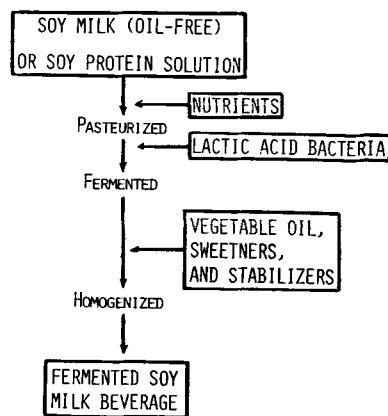 SOY MILK (OIL-FREE)
OR SOY PROTEIN SOLUTION
NUTRIENTS
PASTEURIZED
LACTIC ACID BACTERIA
FERMENTED
VEGETABLE OIL,
SWEETNERS,
AND STABILIZERS
HOMOGENIZED
FERMENTED SOY
MILK BEVERAGE